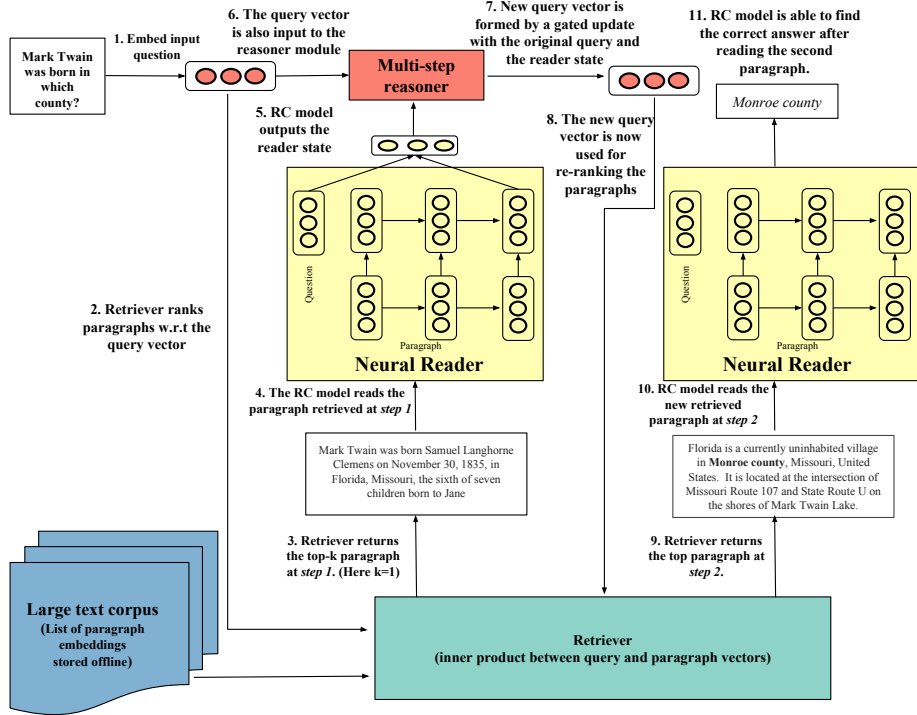 Mark Twain
was born in
which
county?
1. Embed input
question
6. The query vector
is also input to the
reasoner module
Multi-step
reasoner
7. New query vector is
formed by a gated update
with the original query and
the reader state
11. RC model is able to find
the correct answer after
reading the second
paragraph.
Monroe county
5. RC model
outputs the
reader state
8. The new query
vector is now
used for
re-ranking the
paragraphs
2. Retriever ranks
paragraphs w.r.t the
query vector
Question
Paragraph
Neural Reader
Question
Paragraph
Neural Reader
4. The RC model reads the
paragraph retrieved at step 1
10. RC model reads the
new retrieved
paragraph at step 2
Mark Twain was born Samuel Langhorne
Clemens on November 30, 1835, in
Florida, Missouri, the sixth of seven
children born to Jane
Florida is a currently uninhabited village
in Monroe county, Missouri, United
States. It is located at the intersection of
Missouri Route 107 and State Route U on
the shores of Mark Twain Lake.
3. Retriever returns
the top-k paragraph
at step 1. (Here k=1)
9. Retriever returns
the top paragraph at
step 2.
Large text corpus
(List of paragraph
embeddings
stored offline)
Retriever
(inner product between query and paragraph vectors)